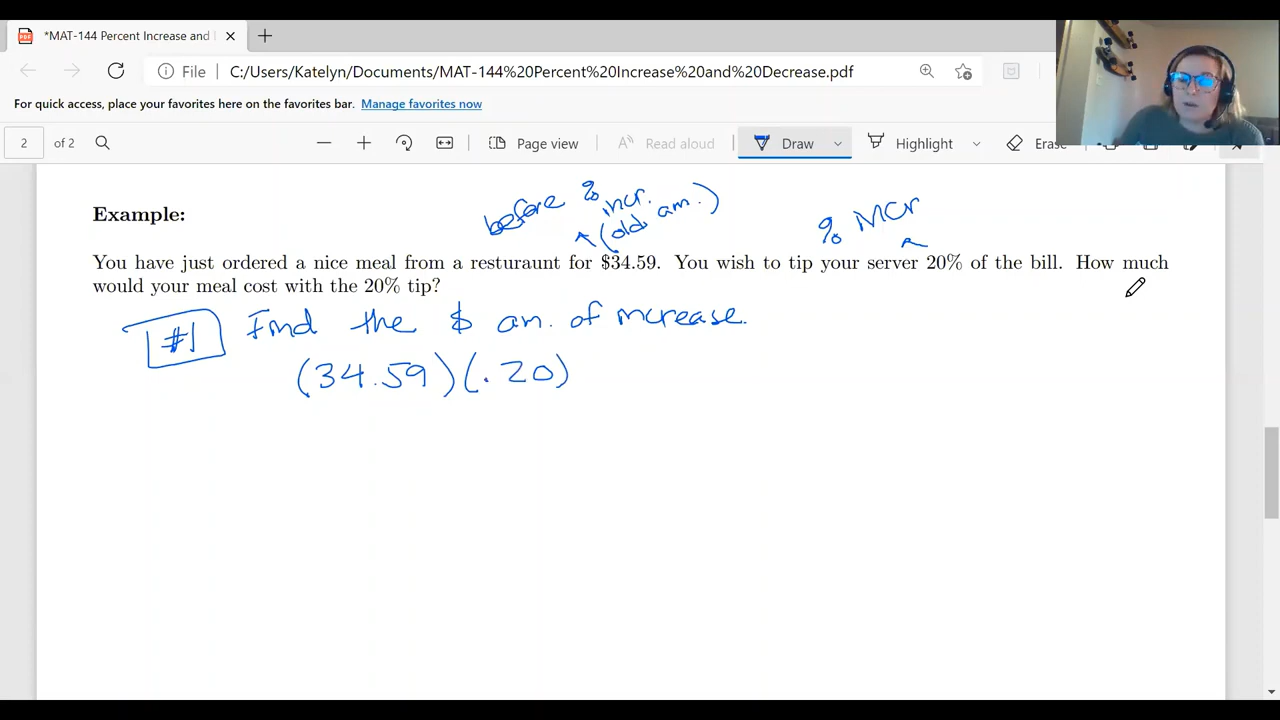 *MAT-144 Percent Increase and
File C:/Users/Katelyn/Documents/MAT-144%20Percent%20Increase%20and%20Decrease.pdf
For quick access, place your favorites here on the favorites bar. Manage favorites now
2 of 2 Page view Read aloud Draw Highlight Erase
before % incr.
(old am.)
% incr
Example:
You have just ordered a nice meal from a resturaunt for $34.59. You wish to tip your server 20% of the bill. How much
would your meal cost with the 20% tip?
#1 Find the $ am. of increase.
(34.59)(.20)